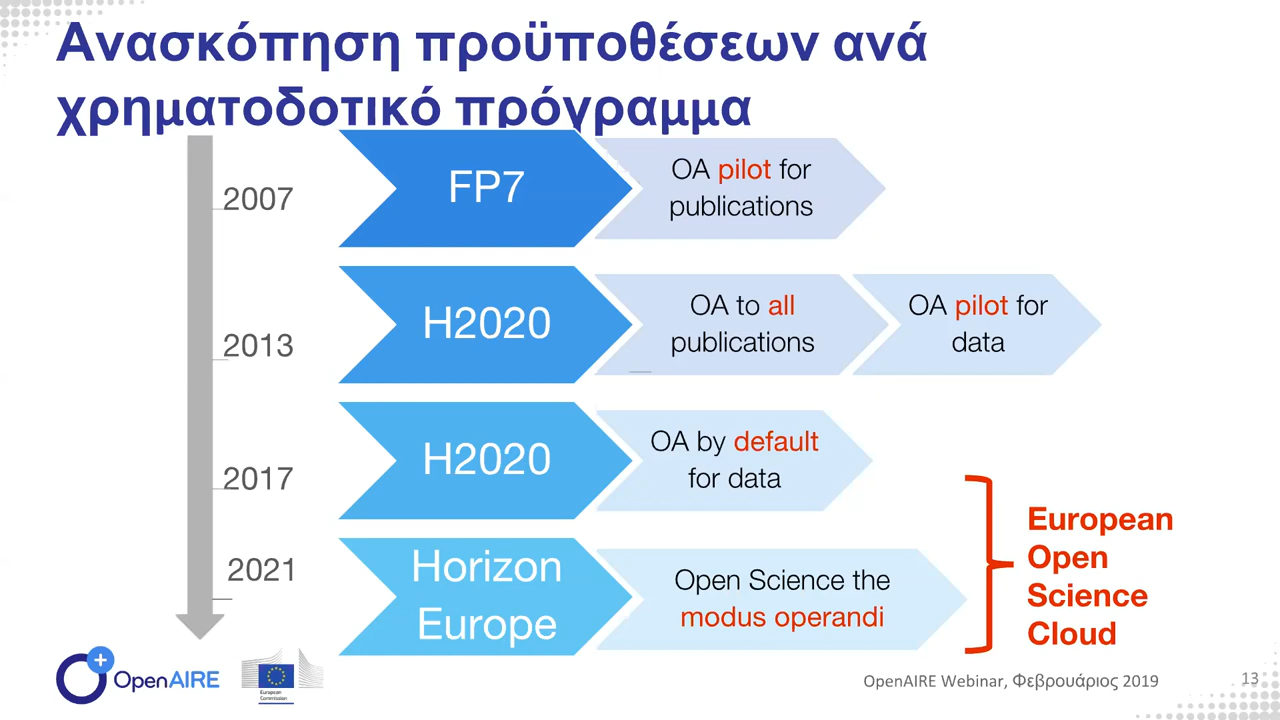 Ανασκόπηση προϋποθέσεων ανά
χρηματοδοτικό πρόγραμμα
2007
FP7
OA pilot for
publications
2013
H2020
OA to all
publications
OA pilot for
data
2017
H2020
OA by default
for data
2021
Horizon
Europe
Open Science the
modus operandi
European
Open
Science
Cloud
OpenAIRE
European
Commission
OpenAIRE Webinar, Φεβρουάριος 2019
13